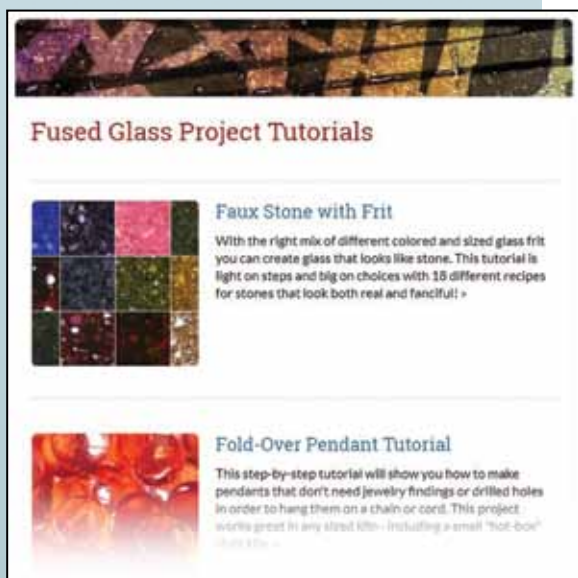 Fused Glass Project Tutorials
Faux Stone with Frit
With the right mix of different colored and sized glass frit
you can create glass that looks like stone. This tutorial is
light on steps and big on choices with 18 different recipes
for stones that look both real and fanciful! »
Fold-Over Pendant Tutorial
This step-by-step tutorial will show you how to make
pendants that don't need jewelry findings or drilled holes
in order to hang them on a chain or cord. This project
works great in any sized kiln - including a small "hot-box"